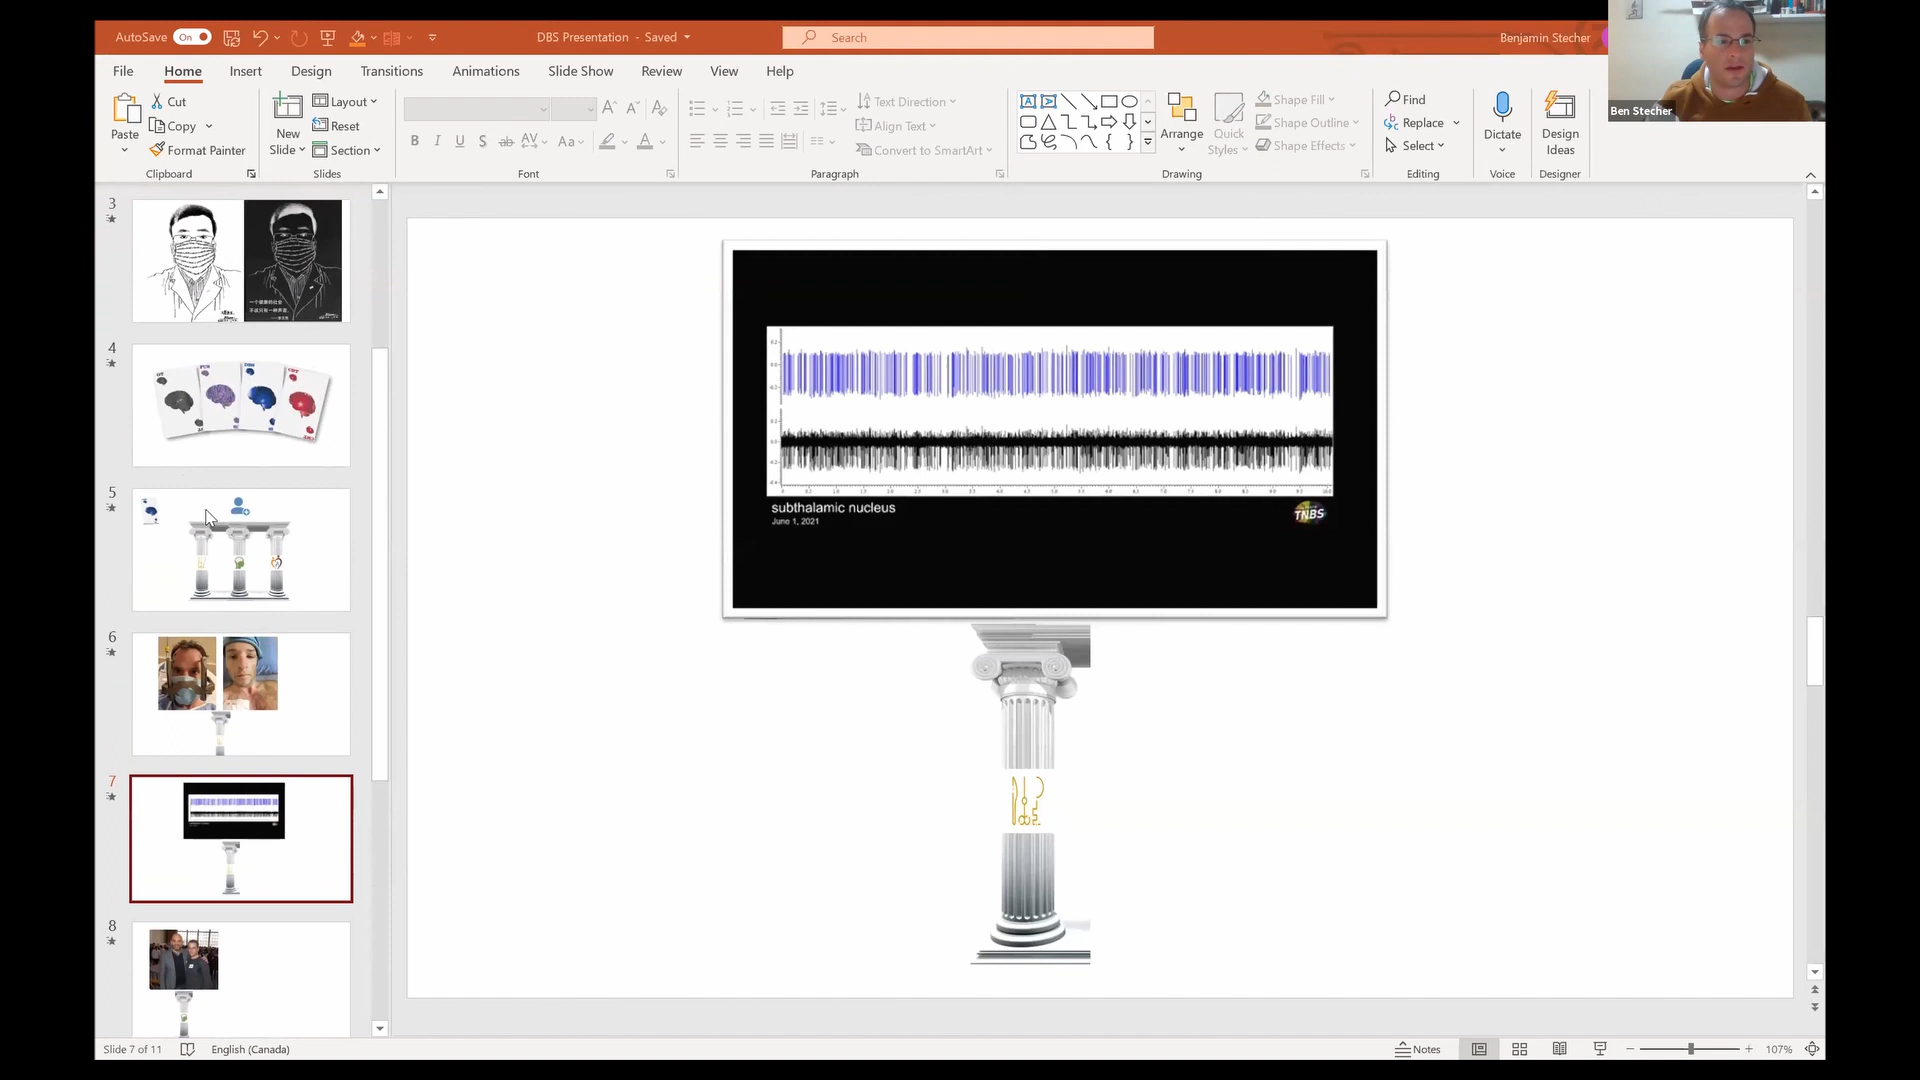 AutoSave On
DBS Presentation - Saved
Search
Benjamin Stecher
Ben Stecher
File Home Insert Design Transitions Animations Slide Show Review View Help
Paste
Cut
Copy
Format Painter
Clipboard
New Slide
Layout
Reset
Section
Slides
B I U S ab AV Aa A
Font
Text Direction
Align Text
Convert to SmartArt
Paragraph
Arrange
Quick Styles
Shape Fill
Shape Outline
Shape Effects
Drawing
Find
Replace
Select
Editing
Dictate
Voice
Design Ideas
Designer
3
4
5
6
7
8
subthalamic nucleus
June 1, 2021
TNBS
Slide 7 of 11
English (Canada)
Notes
107%